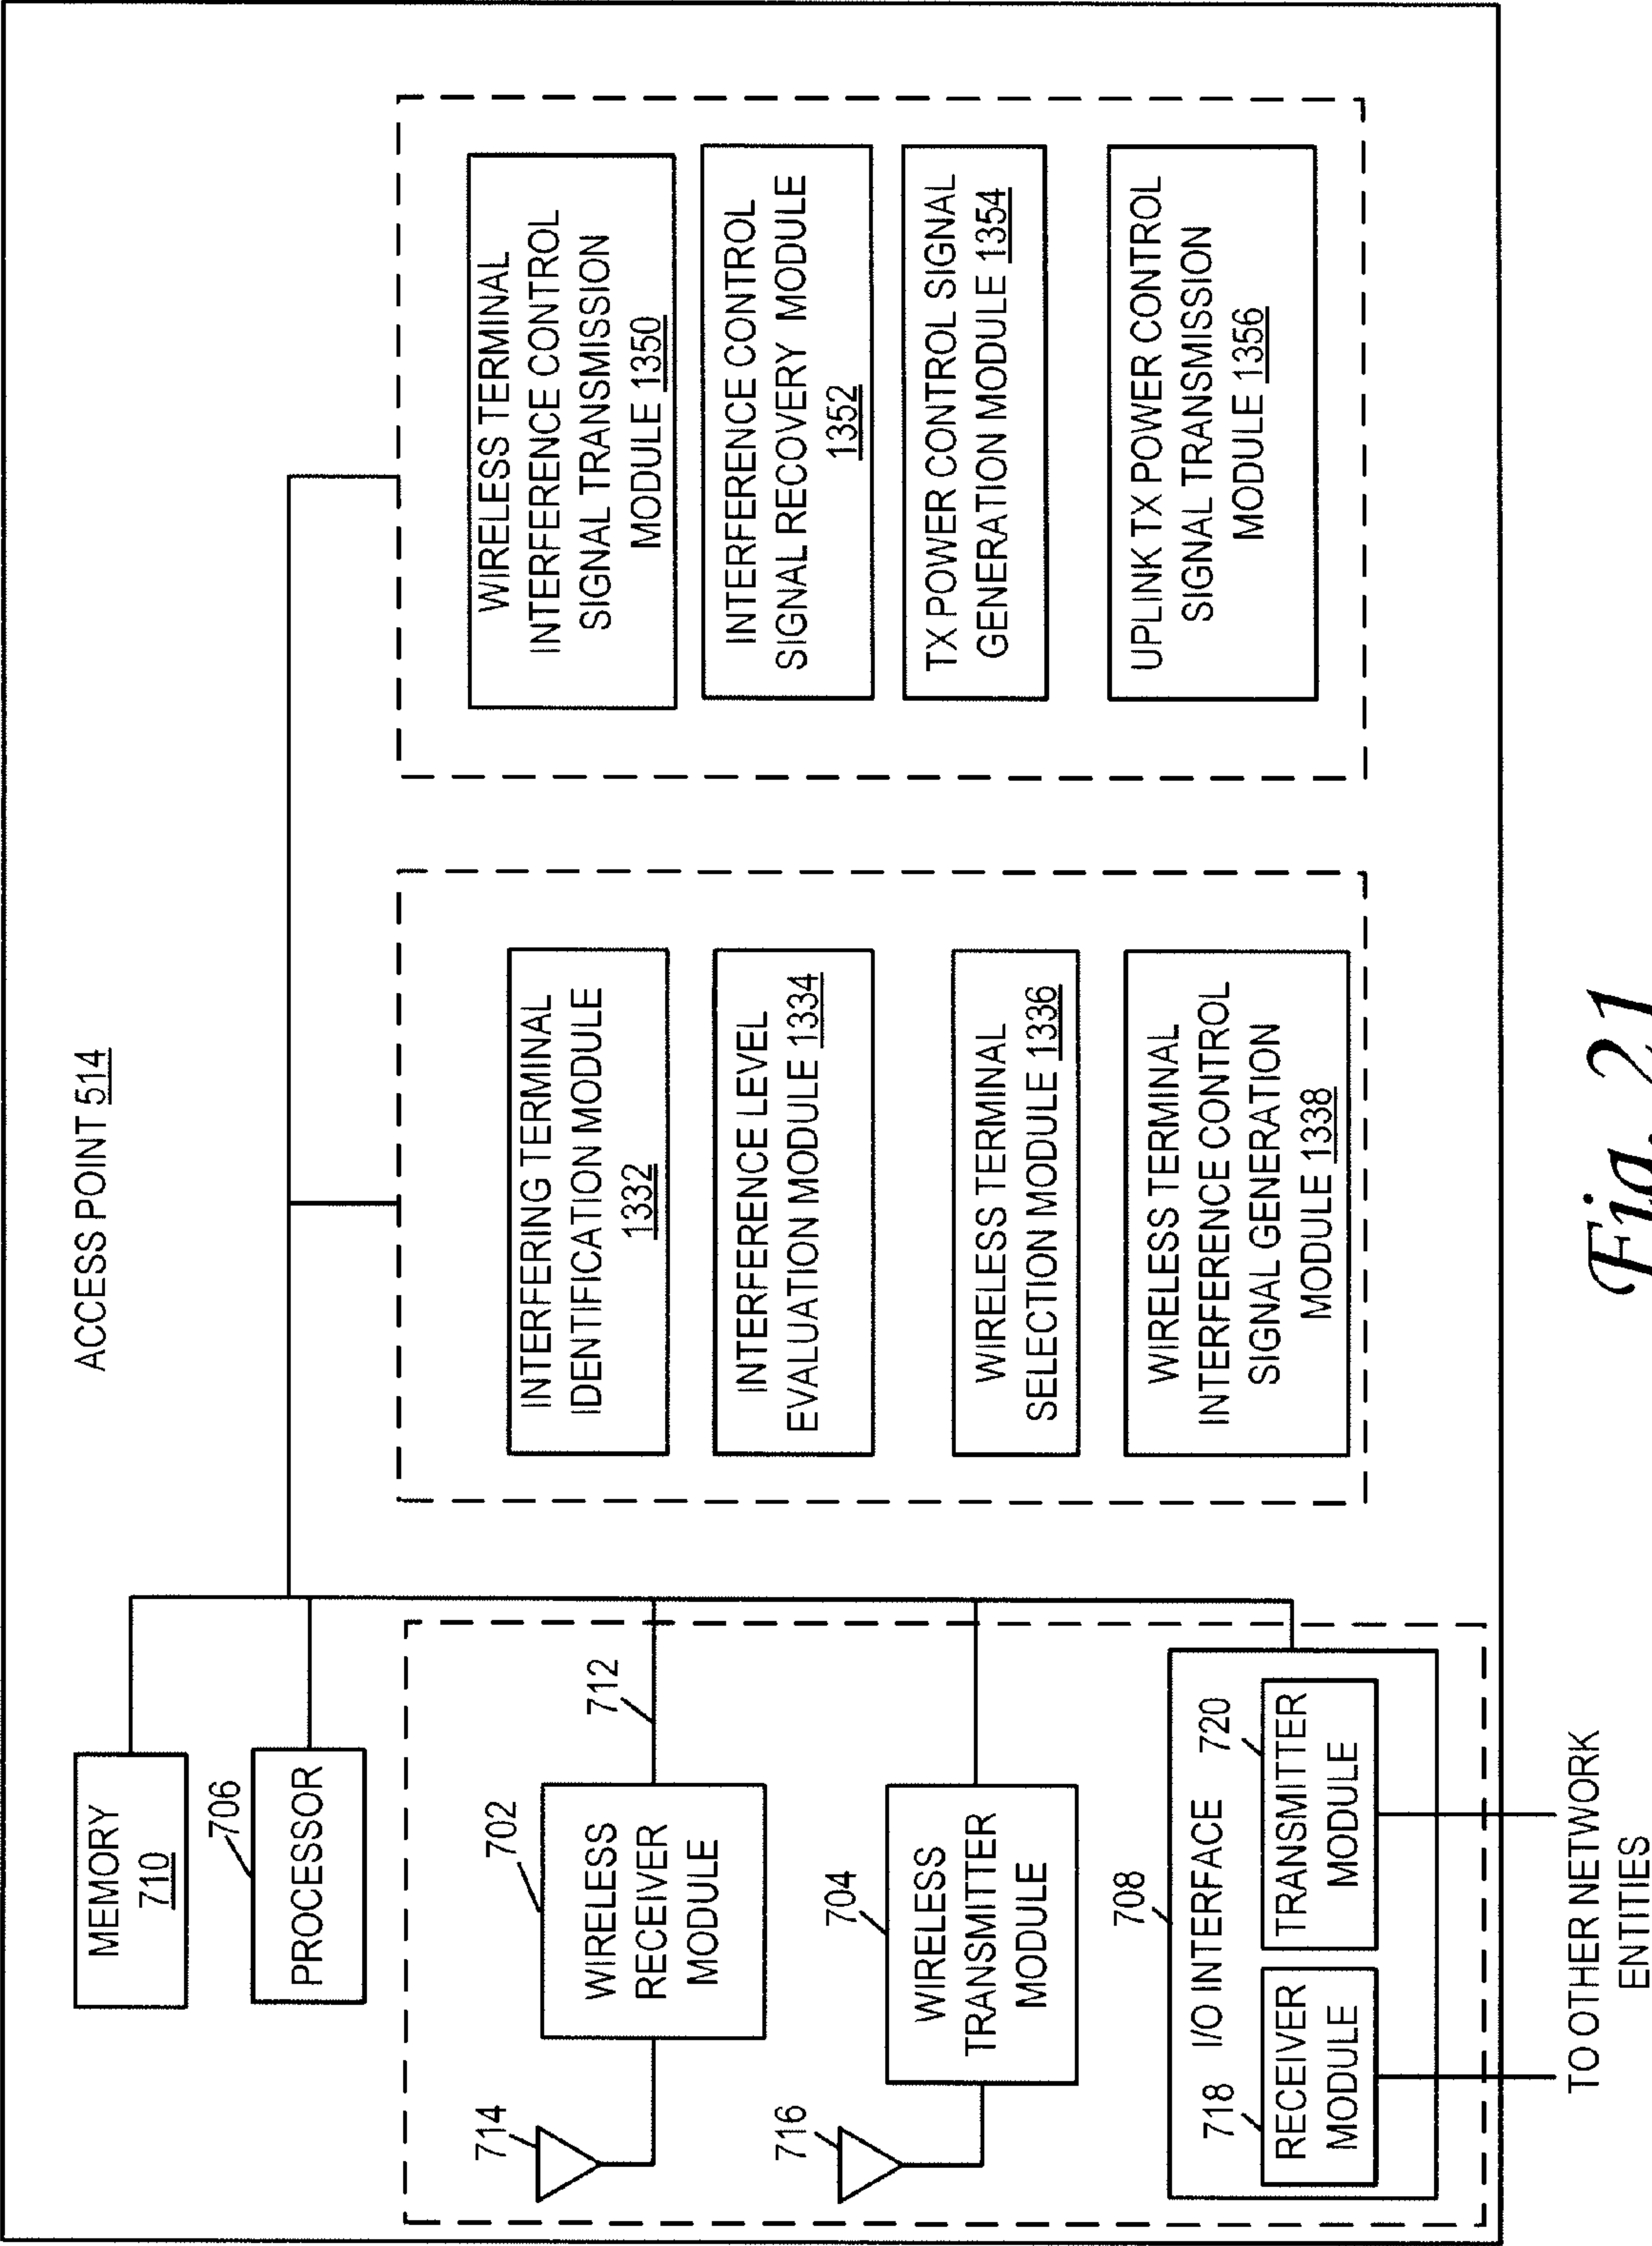 ACCESS POINT 514
MEMORY
710
706
PROCESSOR
714
702
WIRELESS
RECEIVER
MODULE
712
716
704
WIRELESS
TRANSMITTER
MODULE
708
I/O INTERFACE
718
RECEIVER
MODULE
720
TRANSMITTER
MODULE
TO OTHER NETWORK
ENTITIES
INTERFERING TERMINAL
IDENTIFICATION MODULE
1332
INTERFERENCE LEVEL
EVALUATION MODULE 1334
WIRELESS TERMINAL
SELECTION MODULE 1336
WIRELESS TERMINAL
INTERFERENCE CONTROL
SIGNAL GENERATION
MODULE 1338
WIRELESS TERMINAL
INTERFERENCE CONTROL
SIGNAL TRANSMISSION
MODULE 1350
INTERFERENCE CONTROL
SIGNAL RECOVERY MODULE
1352
TX POWER CONTROL SIGNAL
GENERATION MODULE 1354
UPLINK TX POWER CONTROL
SIGNAL TRANSMISSION
MODULE 1356
Fig. 21